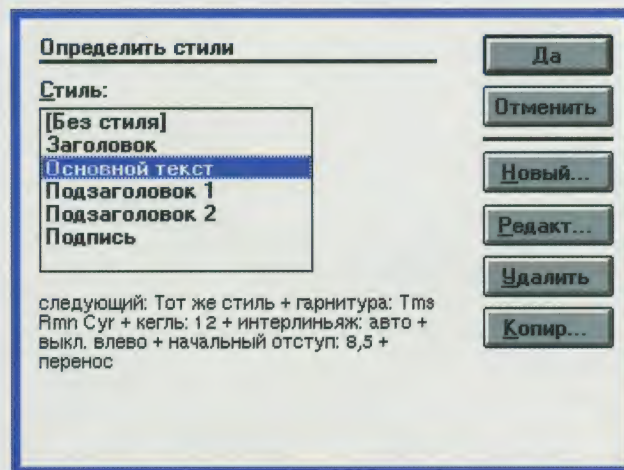 Определить стили
Стиль:
[Без стиля]
Заголовок
Основной текст
Подзаголовок 1
Подзаголовок 2
Подпись
следующий: Тот же стиль + гарнитура: Tms
Rmn Cyr + кегль: 12 + интерлиньяж: авто +
выкл. влево + начальный отступ: 8,5 +
перенос
Да
Отменить
Новый...
Редакт...
Удалить
Копир...